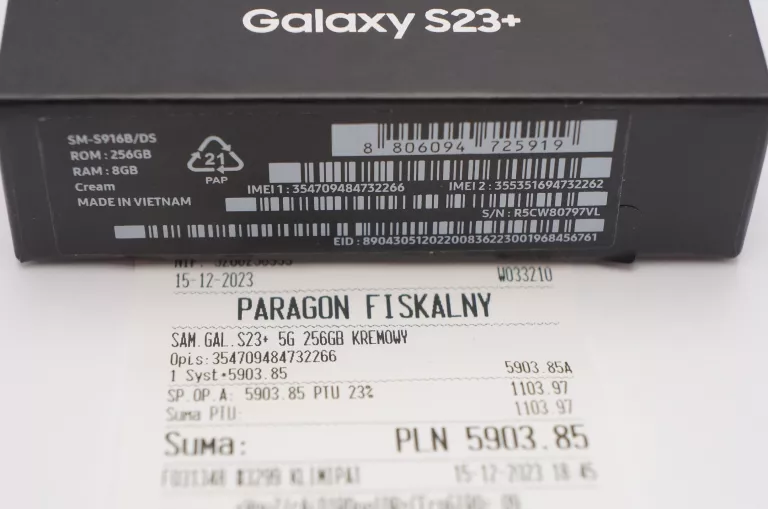 Galaxy S23+
SM-S916B/DS
ROM : 256GB
RAM : 8GB
Cream
MADE IN VIETNAM
21
PAP
8 806094 725919
IMEI 1 : 354709484732266
IMEI 2 : 355351694732262
S/N : R5CW80797VL
EID : 89043051202200836223001968456761
15-12-2023 W033210
PARAGON FISKALNY
SAM.GAL.S23+ 5G 256GB KREMOWY
Opis:354709484732266
1 Syst*5903.85 5903.85A
SP.OP.A: 5903.85 PTU 23% 1103.97
Suma PTU: 1103.97
Suma: PLN 5903.85
15-12-2023 18:45